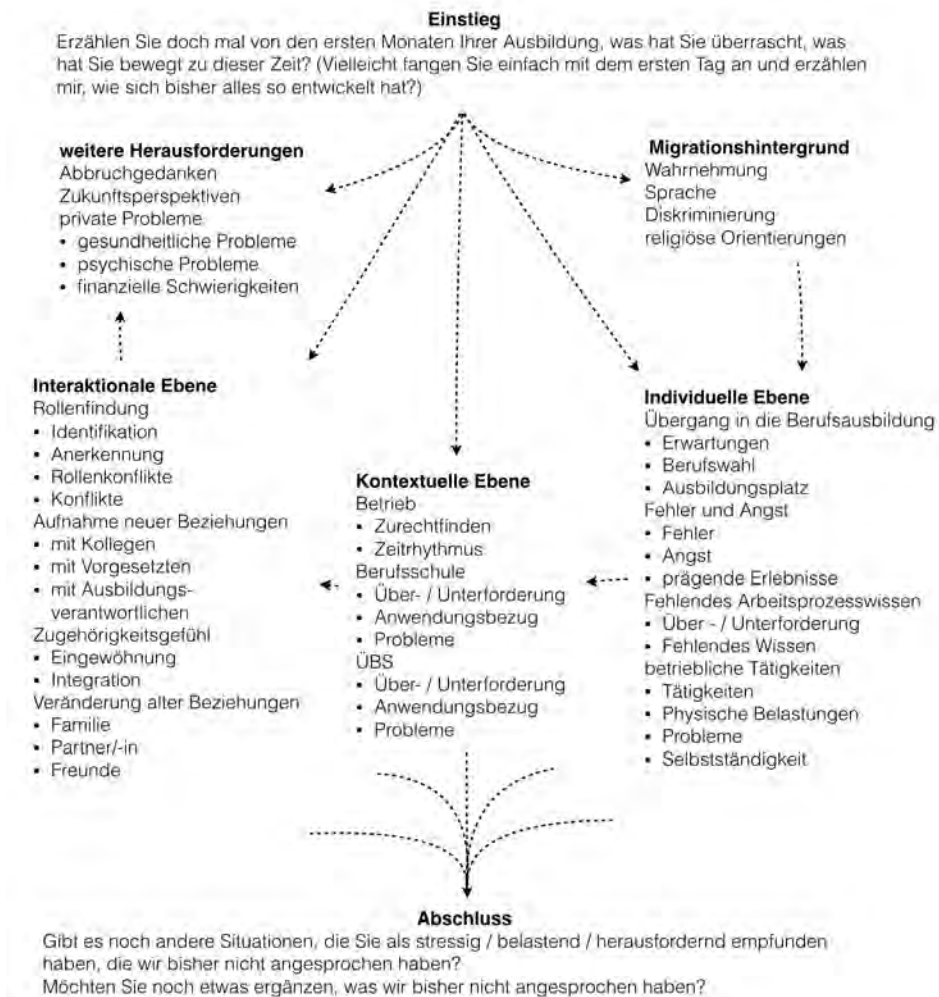 Einstieg
Erzählen Sie doch mal von den ersten Monaten Ihrer Ausbildung, was hat Sie überrascht, was
hat Sie bewegt zu dieser Zeit? (Vielleicht fangen Sie einfach mit dem ersten Tag an und erzählen
mir, wie sich bisher alles so entwickelt hat?)
weitere Herausforderungen
Abbruchgedanken
Zukunftsperspektiven
private Probleme
• gesundheitliche Probleme
• psychische Probleme
• finanzielle Schwierigkeiten
Migrationshintergrund
Wahrnehmung
Sprache
Diskriminierung
religiöse Orientierungen
Interaktionale Ebene
Rollenfindung
• Identifikation
• Anerkennung
• Rollenkonflikte
• Konflikte
Aufnahme neuer Beziehungen
• mit Kollegen
• mit Vorgesetzten
• mit Ausbildungs-
verantwortlichen
Zugehörigkeitsgefühl
• Eingewöhnung
• Integration
Veränderung alter Beziehungen
• Familie
• Partner/-in
• Freunde
Kontextuelle Ebene
Betrieb
• Zurechtfinden
• Zeitrhythmus
Berufsschule
• Über- / Unterforderung
• Anwendungsbezug
• Probleme
ÜBS
• Über- / Unterforderung
• Anwendungsbezug
• Probleme
Individuelle Ebene
Übergang in die Berufsausbildung
• Erwartungen
• Berufswahl
• Ausbildungsplatz
Fehler und Angst
• Fehler
• Angst
• prägende Erlebnisse
Fehlendes Arbeitsprozesswissen
• Über - / Unterforderung
• Fehlendes Wissen
betriebliche Tätigkeiten
• Tätigkeiten
• Physische Belastungen
• Probleme
• Selbstständigkeit
Abschluss
Gibt es noch andere Situationen, die Sie als stressig / belastend / herausfordernd empfunden
haben, die wir bisher nicht angesprochen haben?
Möchten Sie noch etwas ergänzen, was wir bisher nicht angesprochen haben?